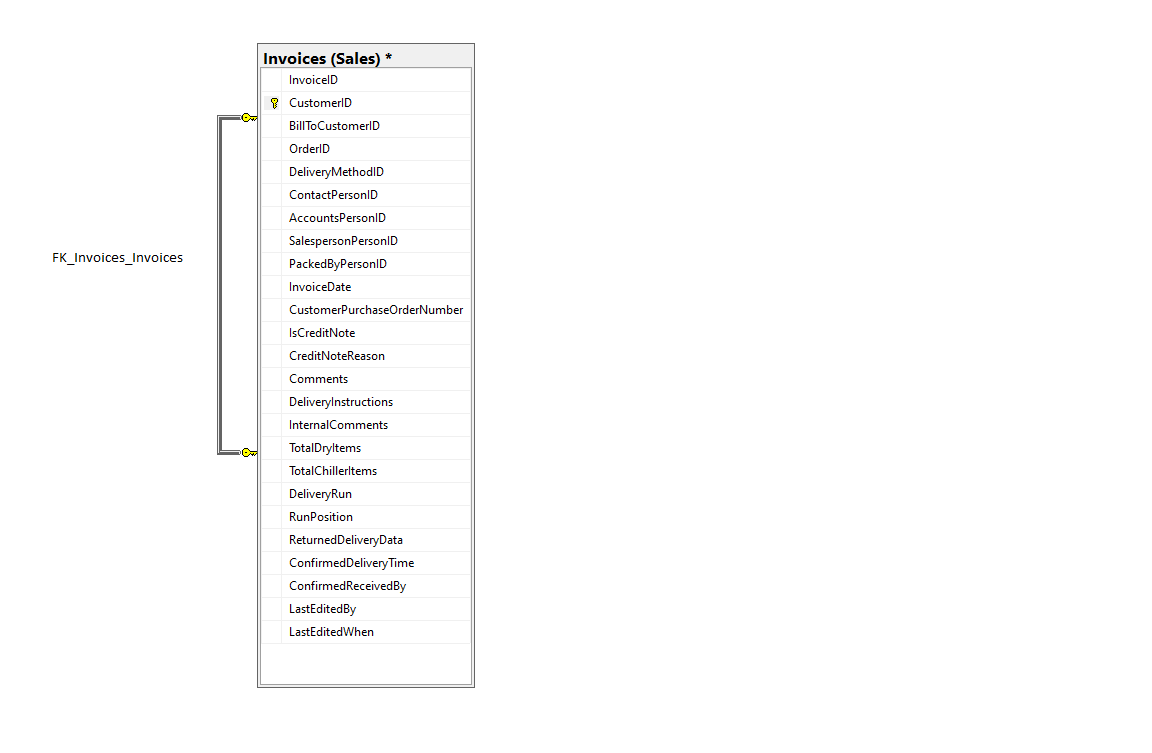 Invoices (Sales) *
InvoiceID
CustomerID
BillToCustomerID
OrderID
DeliveryMethodID
ContactPersonID
AccountsPersonID
SalespersonPersonID
PackedByPersonID
InvoiceDate
CustomerPurchaseOrderNumber
IsCreditNote
CreditNoteReason
Comments
DeliveryInstructions
InternalComments
TotalDryItems
TotalChillerItems
DeliveryRun
RunPosition
ReturnedDeliveryData
ConfirmedDeliveryTime
ConfirmedReceivedBy
LastEditedBy
LastEditedWhen
FK_Invoices_Invoices